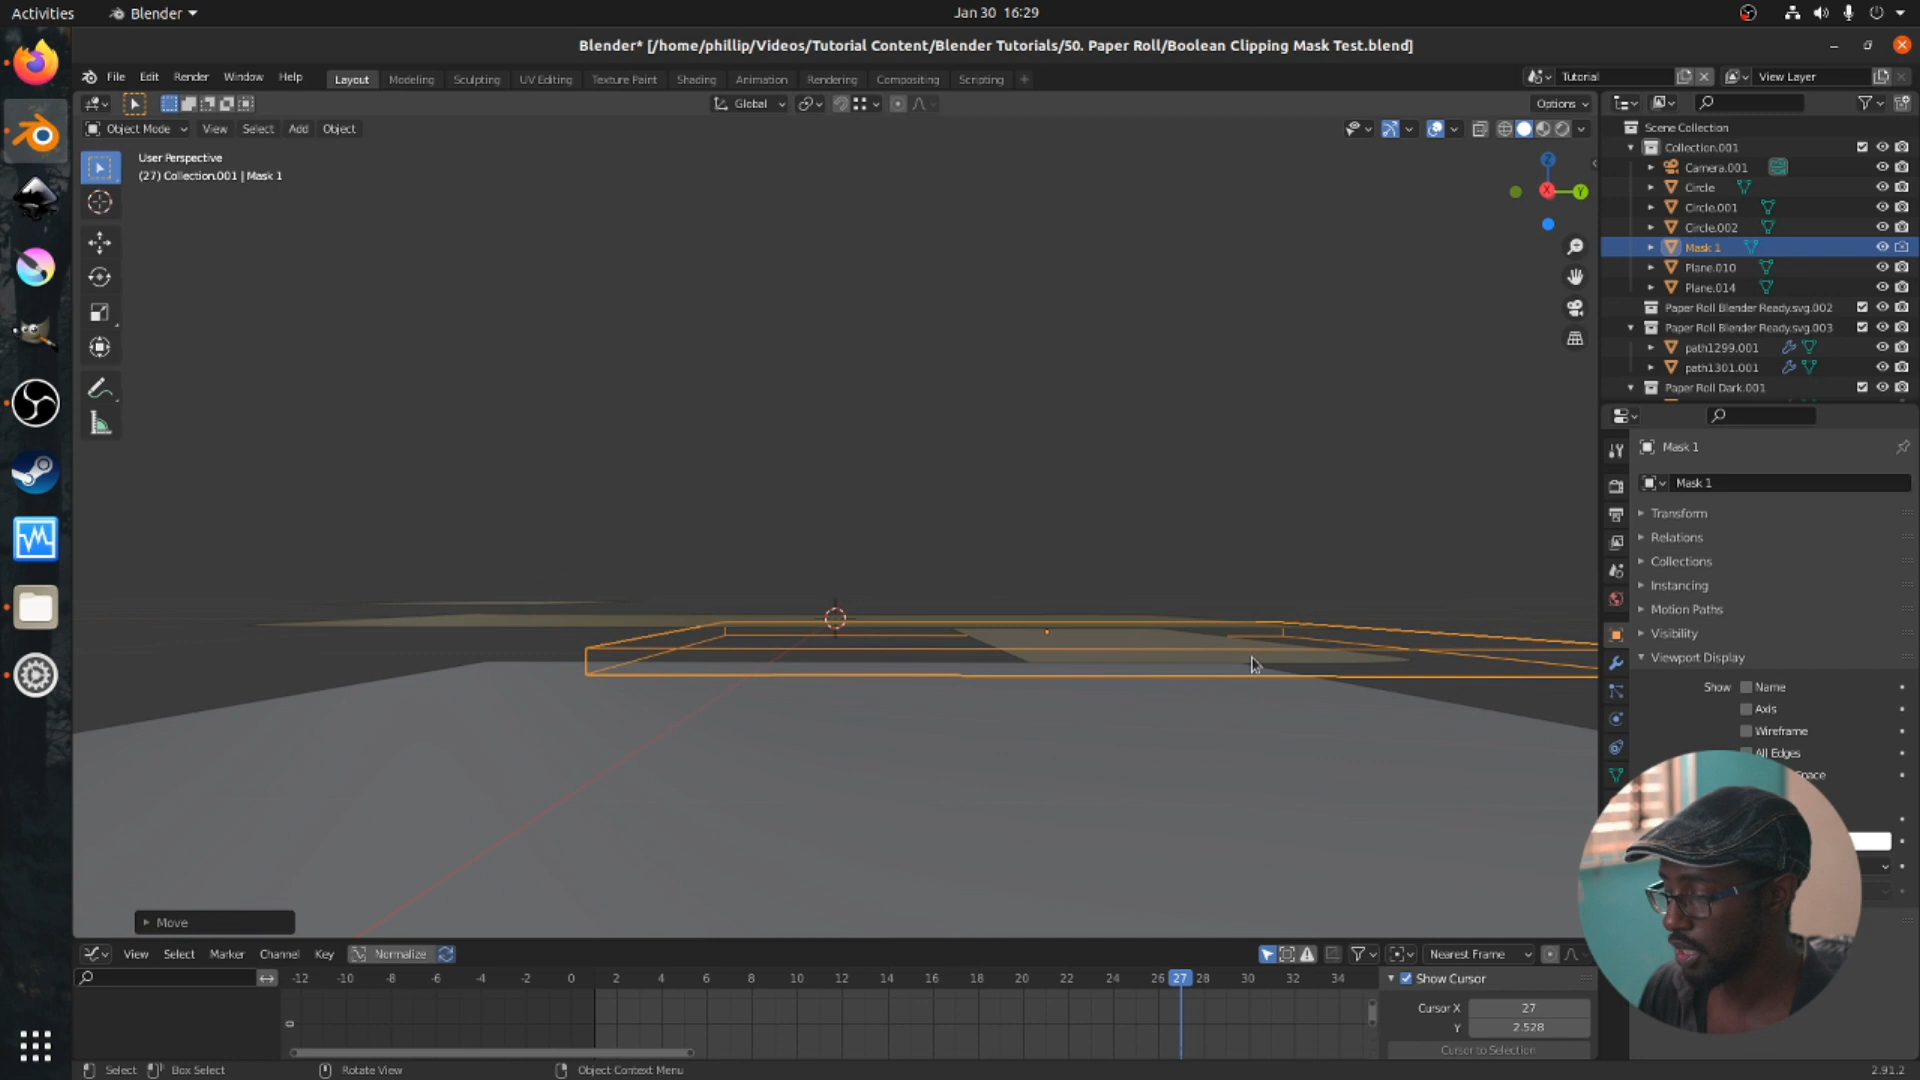 Activities
Blender
Jan 30 16:29
Blender* [/home/phillip/Videos/Tutorial Content/Blender Tutorials/50. Paper Roll/Boolean Clipping Mask Test.blend]
File Edit Render Window Help
Layout Modeling Sculpting UV Editing Texture Paint Shading Animation Rendering Compositing Scripting
Tutorial
View Layer
Global
Options
Object Mode View Select Add Object
User Perspective
(27) Collection.001 | Mask 1
Z
X
Y
Scene Collection
Collection.001
Camera.001
Circle
Circle.001
Circle.002
Mask 1
Plane.010
Plane.014
Paper Roll Blender Ready.svg.002
Paper Roll Blender Ready.svg.003
path1299.001
path1301.001
Paper Roll Dark.001
Mask 1
Mask 1
Transform
Relations
Collections
Instancing
Motion Paths
Visibility
Viewport Display
Show Name
Axis
Wireframe
All Edges
Space
Move
View Select Marker Channel Key Normalize
Nearest Frame
-12 -10 -8 -6 -4 -2 0 2 4 6 8 10 12 14 16 18 20 22 24 26 27 28 30 32 34
Show Cursor
Cursor X 27
Y 2.528
Cursor to Selection
Select Box Select Rotate View Object Context Menu
2.91.2